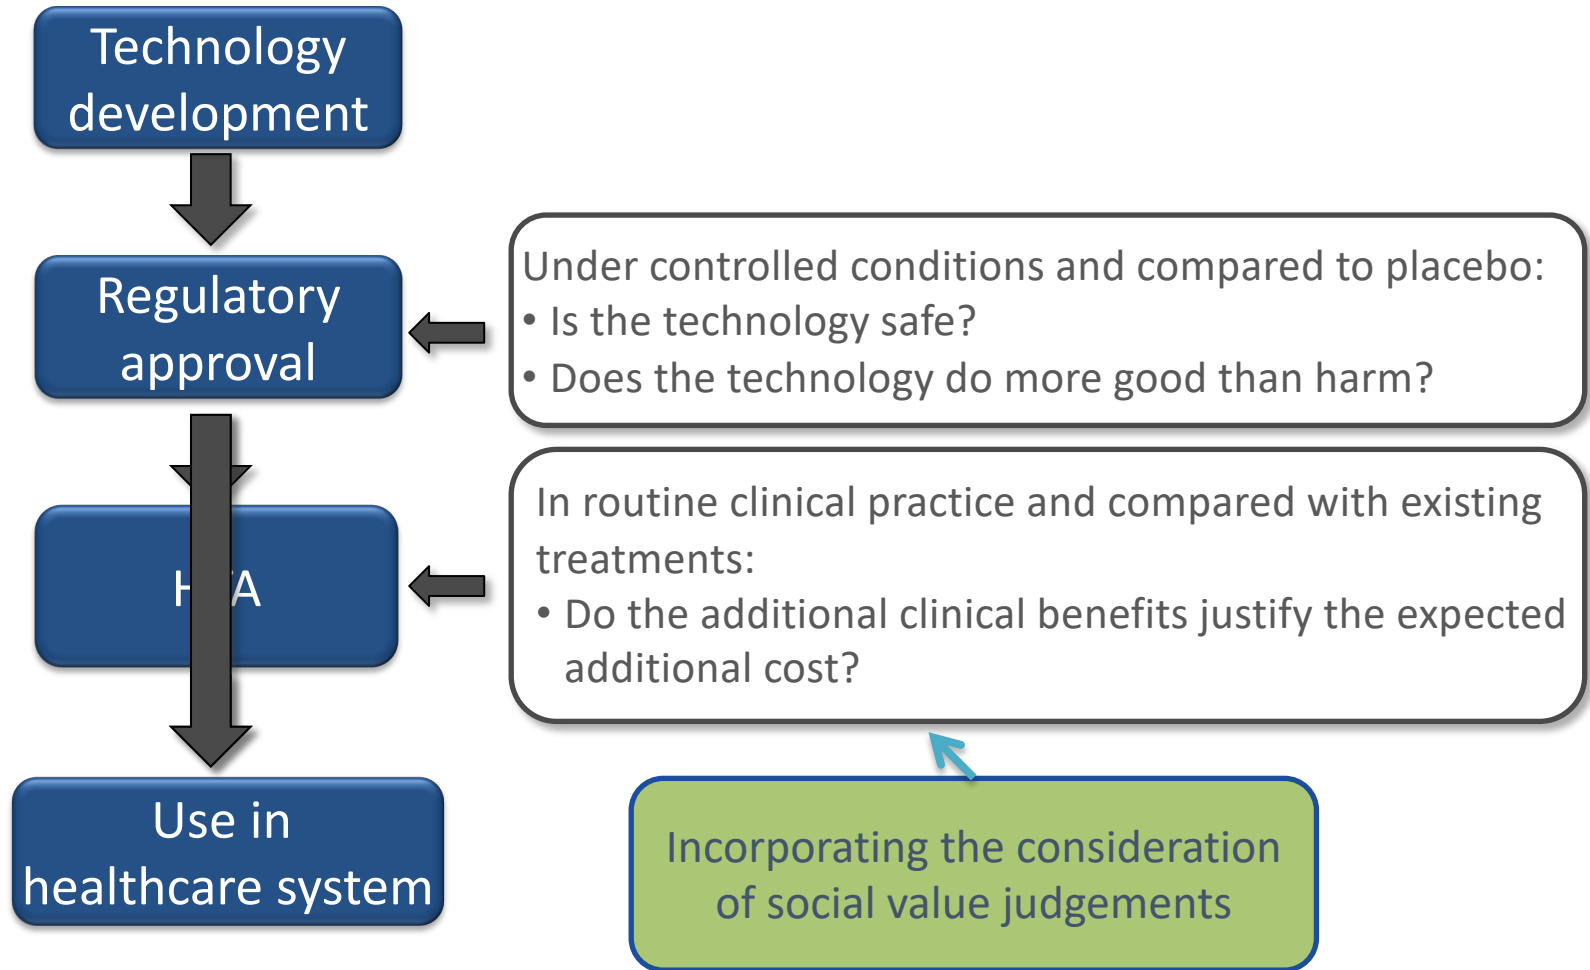 Technology
development
Regulatory
approval
Under controlled conditions and compared to placebo:
• Is the technology safe?
• Does the technology do more good than harm?
In routine clinical practice and compared with existing
treatments:
• Do the additional clinical benefits justify the expected
additional cost?
Use in
healthcare system
Incorporating the consideration
of social value judgements